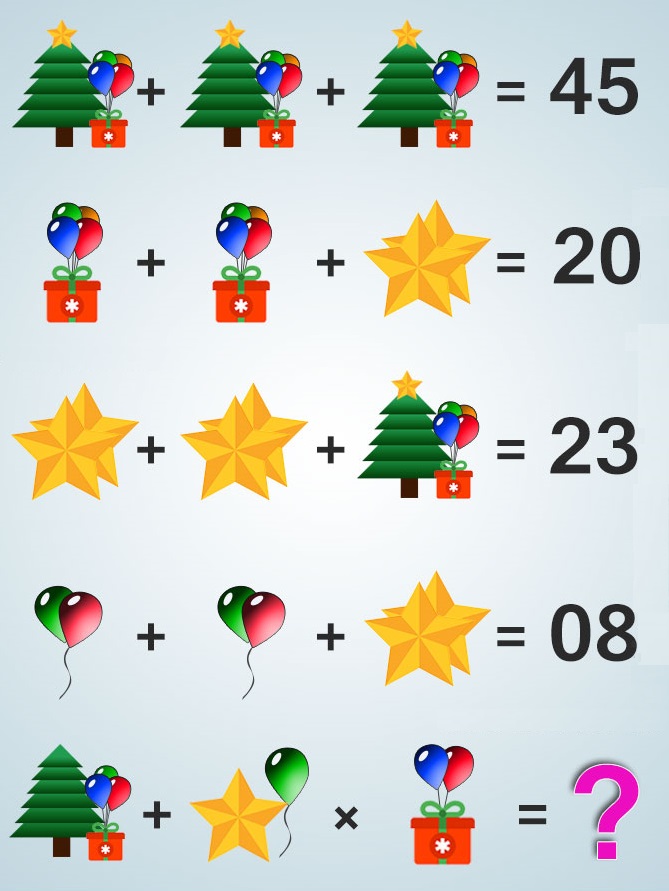 + + = 45
+ + = 20
+ + = 23
+ + = 08
+ × = ?